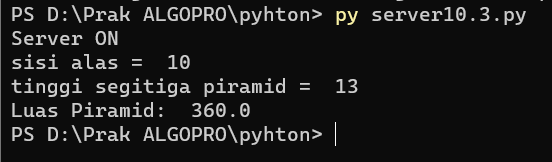 PS D:\Prak ALGOPRO\pyhton> py server10.3.py
Server ON
sisi alas =  10
tinggi segitiga piramid =  13
Luas Piramid:  360.0
PS D:\Prak ALGOPRO\pyhton>